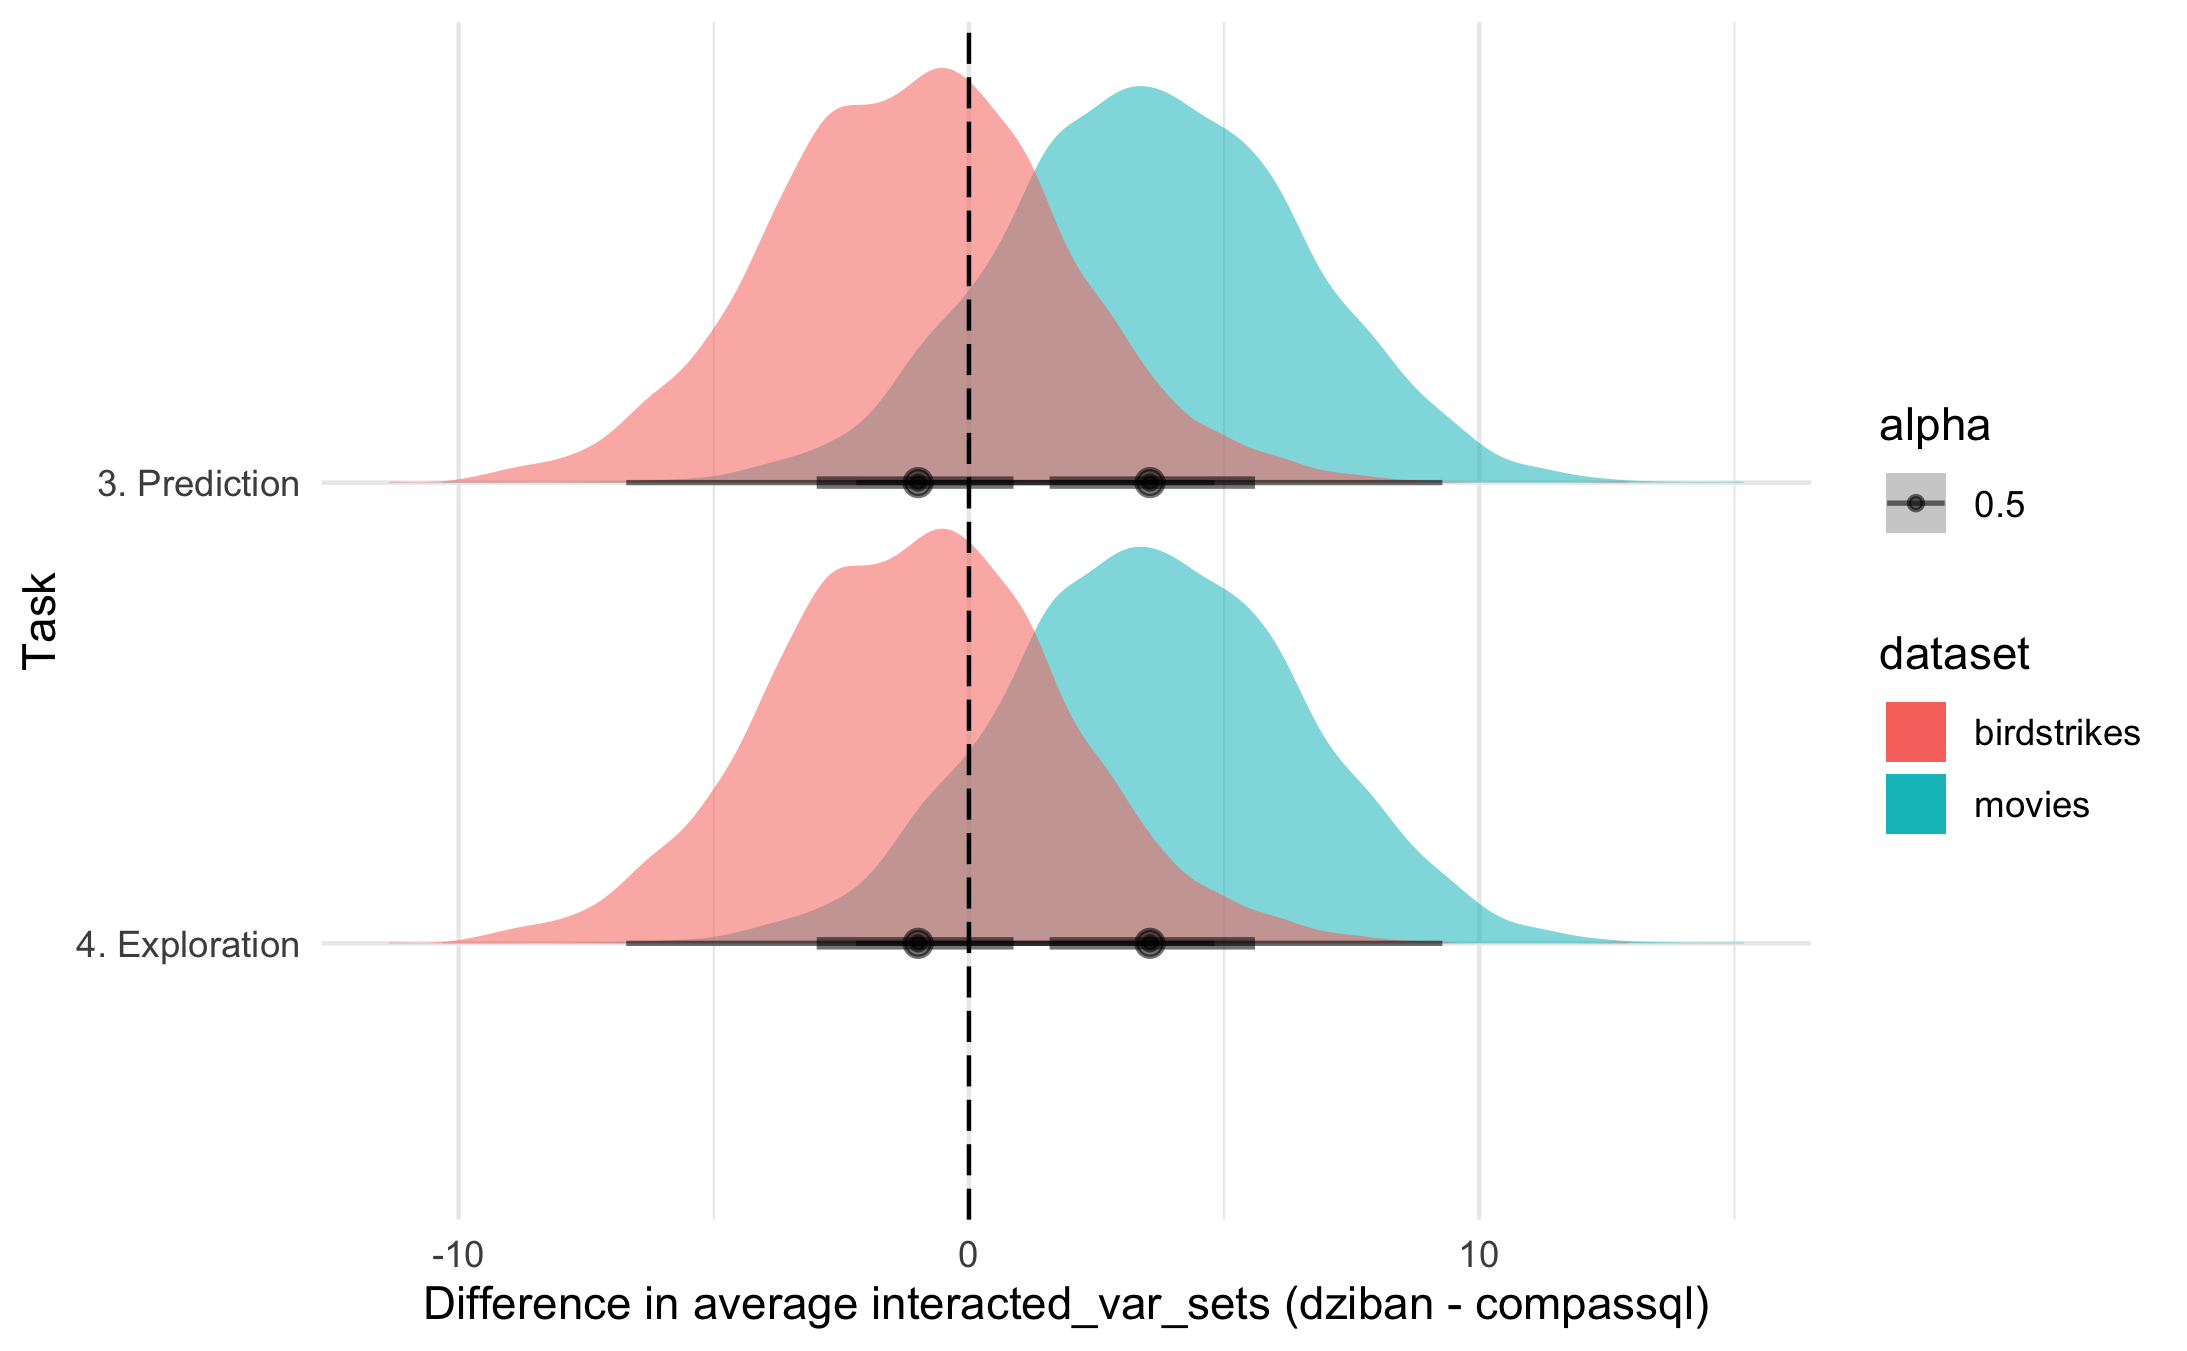 Task
3. Prediction
4. Exploration
-10 0 10
Difference in average interacted_var_sets (dziban - compassql)
alpha
0.5
dataset
birdstrikes
movies